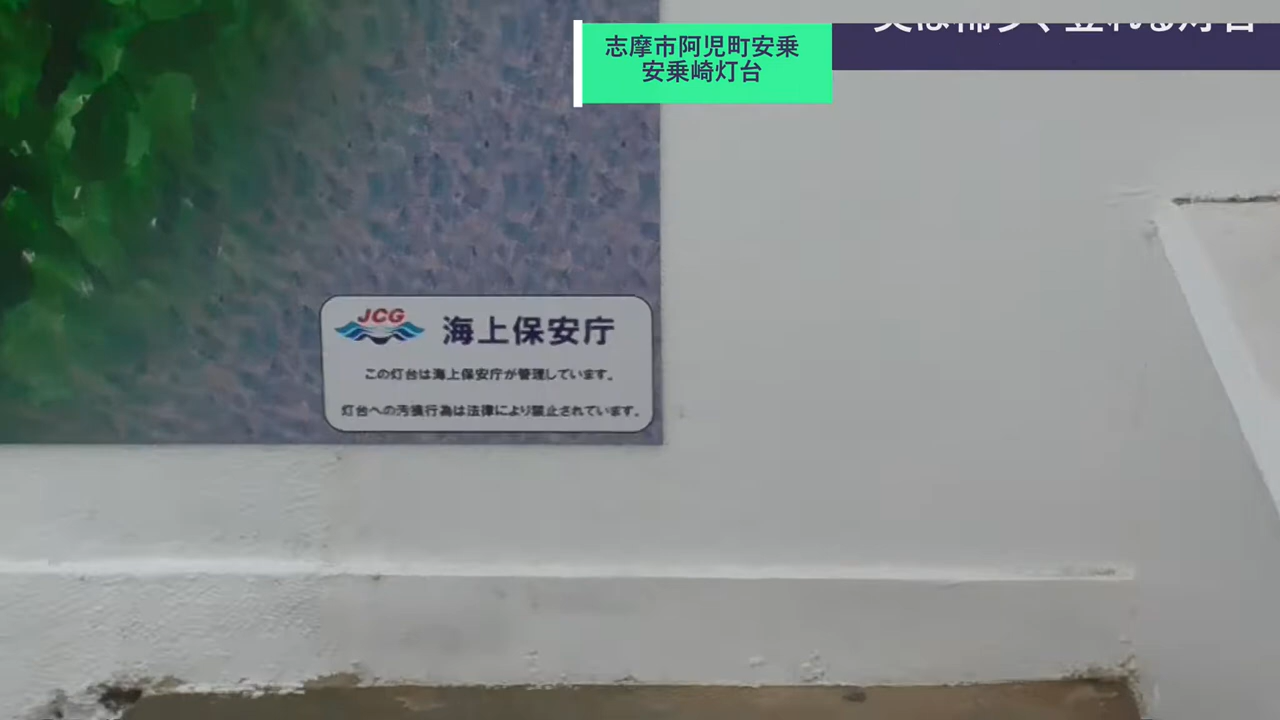 志摩市阿児町安乗
安乗崎灯台
JCG
海上保安庁
この灯台は海上保安庁が管理しています。
灯台への汚損行為は法律により禁止されています。